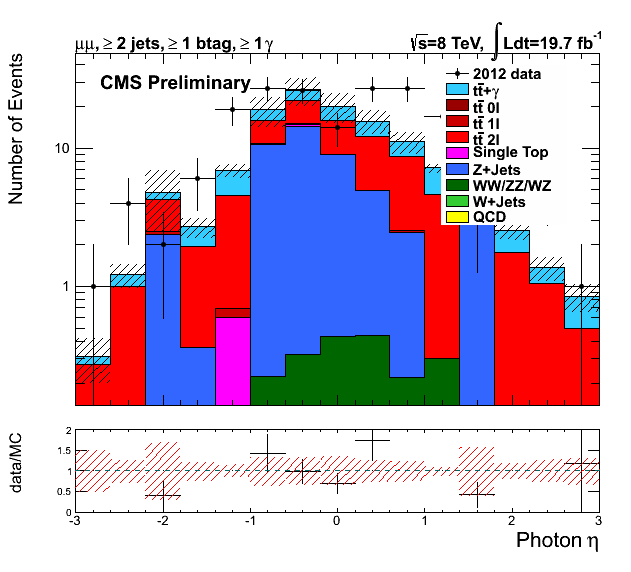 μμ, ≥ 2 jets, ≥ 1 btag, ≥ 1 γ
√s=8 TeV, ∫ Ldt=19.7 fb⁻¹
CMS Preliminary
2012 data
tt̄+γ
tt̄ 0l
tt̄ 1l
tt̄ 2l
Single Top
Z+Jets
WW/ZZ/WZ
W+Jets
QCD
Number of Events
10
1
data/MC
2
1.5
1
0.5
0
-3 -2 -1 0 1 2 3
Photon η